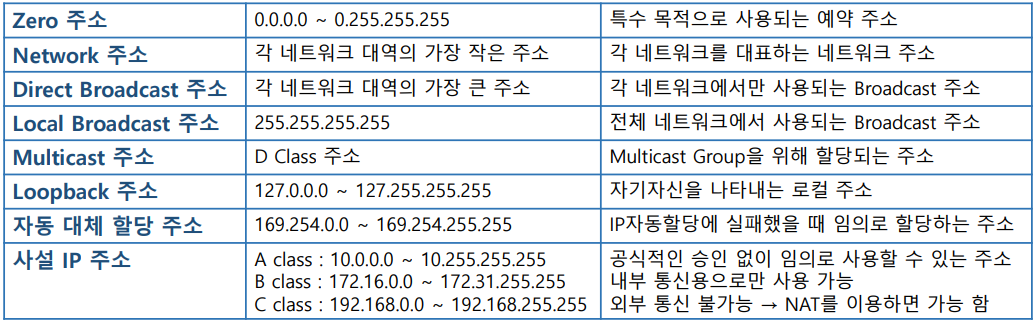 Zero 주소 0.0.0.0 ~ 0.255.255.255 특수 목적으로 사용되는 예약 주소
Network 주소 각 네트워크 대역의 가장 작은 주소 각 네트워크를 대표하는 네트워크 주소
Direct Broadcast 주소 각 네트워크 대역의 가장 큰 주소 각 네트워크에서만 사용되는 Broadcast 주소
Local Broadcast 주소 255.255.255.255 전체 네트워크에서 사용되는 Broadcast 주소
Multicast 주소 D Class 주소 Multicast Group을 위해 할당되는 주소
Loopback 주소 127.0.0.0 ~ 127.255.255.255 자기자신을 나타내는 로컬 주소
자동 대체 할당 주소 169.254.0.0 ~ 169.254.255.255 IP자동할당에 실패했을 때 임의로 할당하는 주소
사설 IP 주소 A class : 10.0.0.0 ~ 10.255.255.255 공식적인 승인 없이 임의로 사용할 수 있는 주소
B class : 172.16.0.0 ~ 172.31.255.255 내부 통신용으로만 사용 가능
C class : 192.168.0.0 ~ 192.168.255.255 외부 통신 불가능 → NAT를 이용하면 가능 함